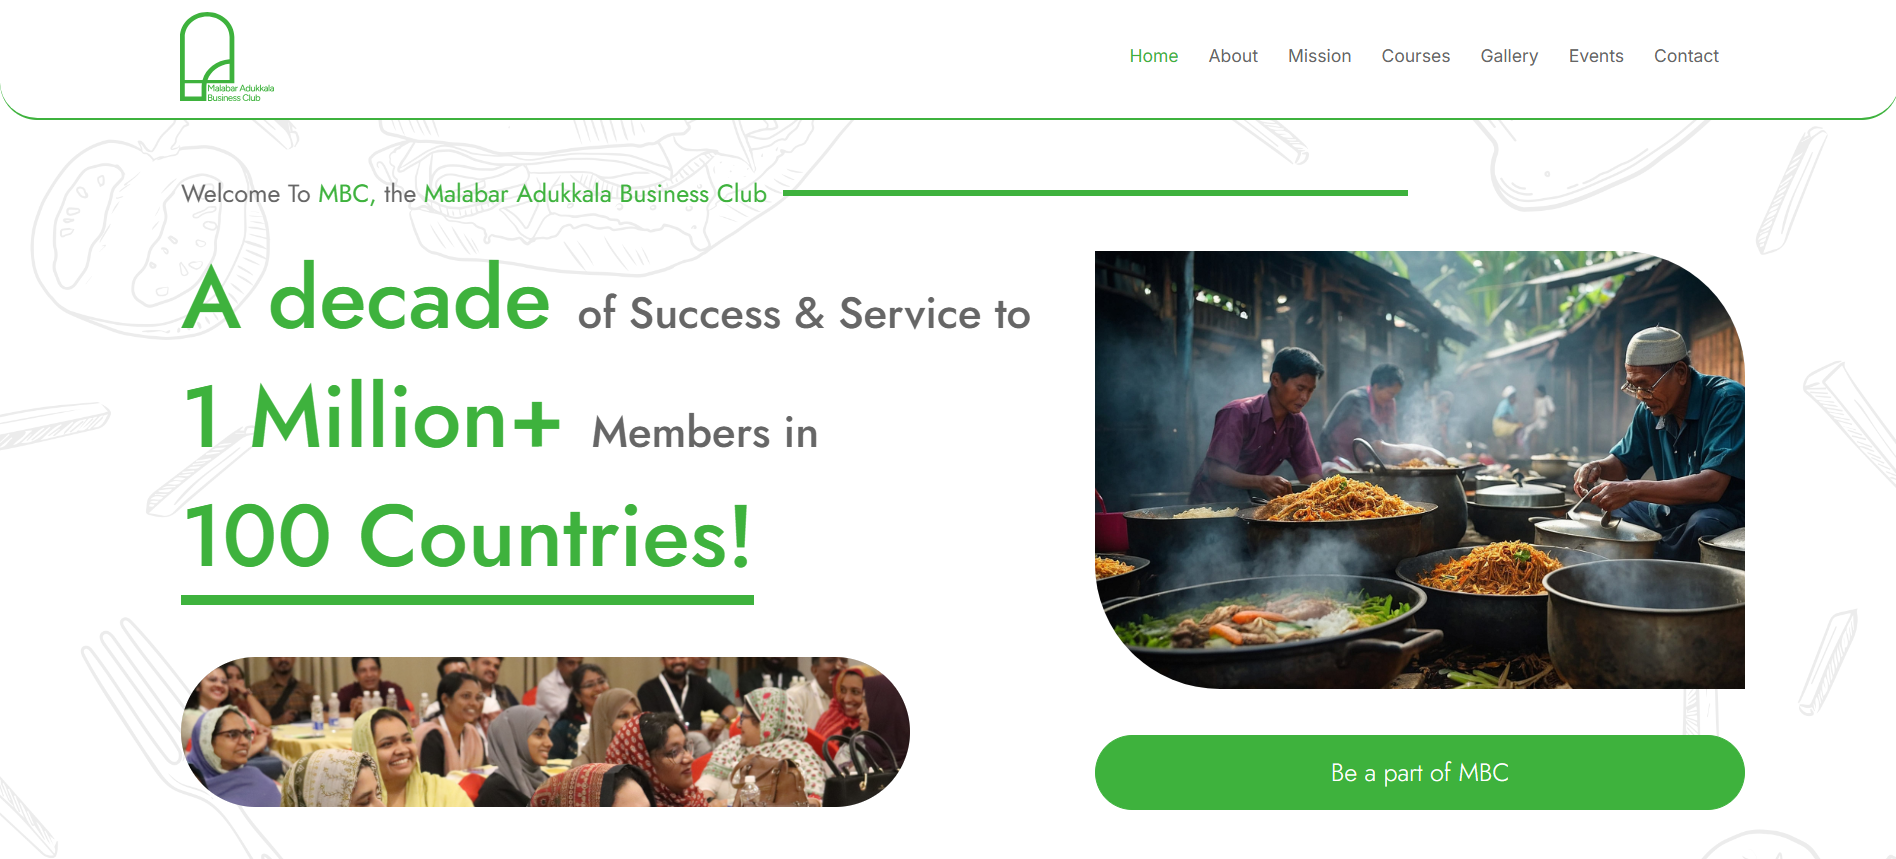 Malabar Adukkala
Business Club
Home About Mission Courses Gallery Events Contact
Welcome To MBC, the Malabar Adukkala Business Club
A decade of Success & Service to
1 Million+ Members in
100 Countries!
Be a part of MBC